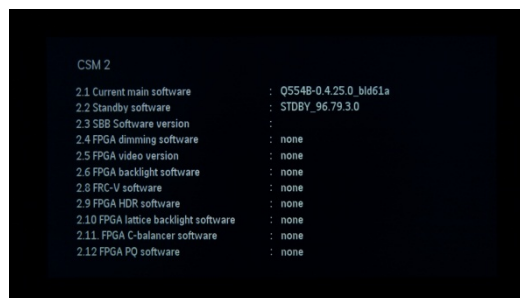 CSM 2
2.1 Current main software : Q554B-0.4.25.0_bld61a
2.2 Standby software : STDBY_96.79.3.0
2.3 SBB Software version :
2.4 FPGA dimming software : none
2.5 FPGA video version : none
2.6 FPGA backlight software : none
2.8 FRC-V software : none
2.9 FPGA HDR software : none
2.10 FPGA lattice backlight software : none
2.11. FPGA C-balancer software : none
2.12 FPGA PQ software : none